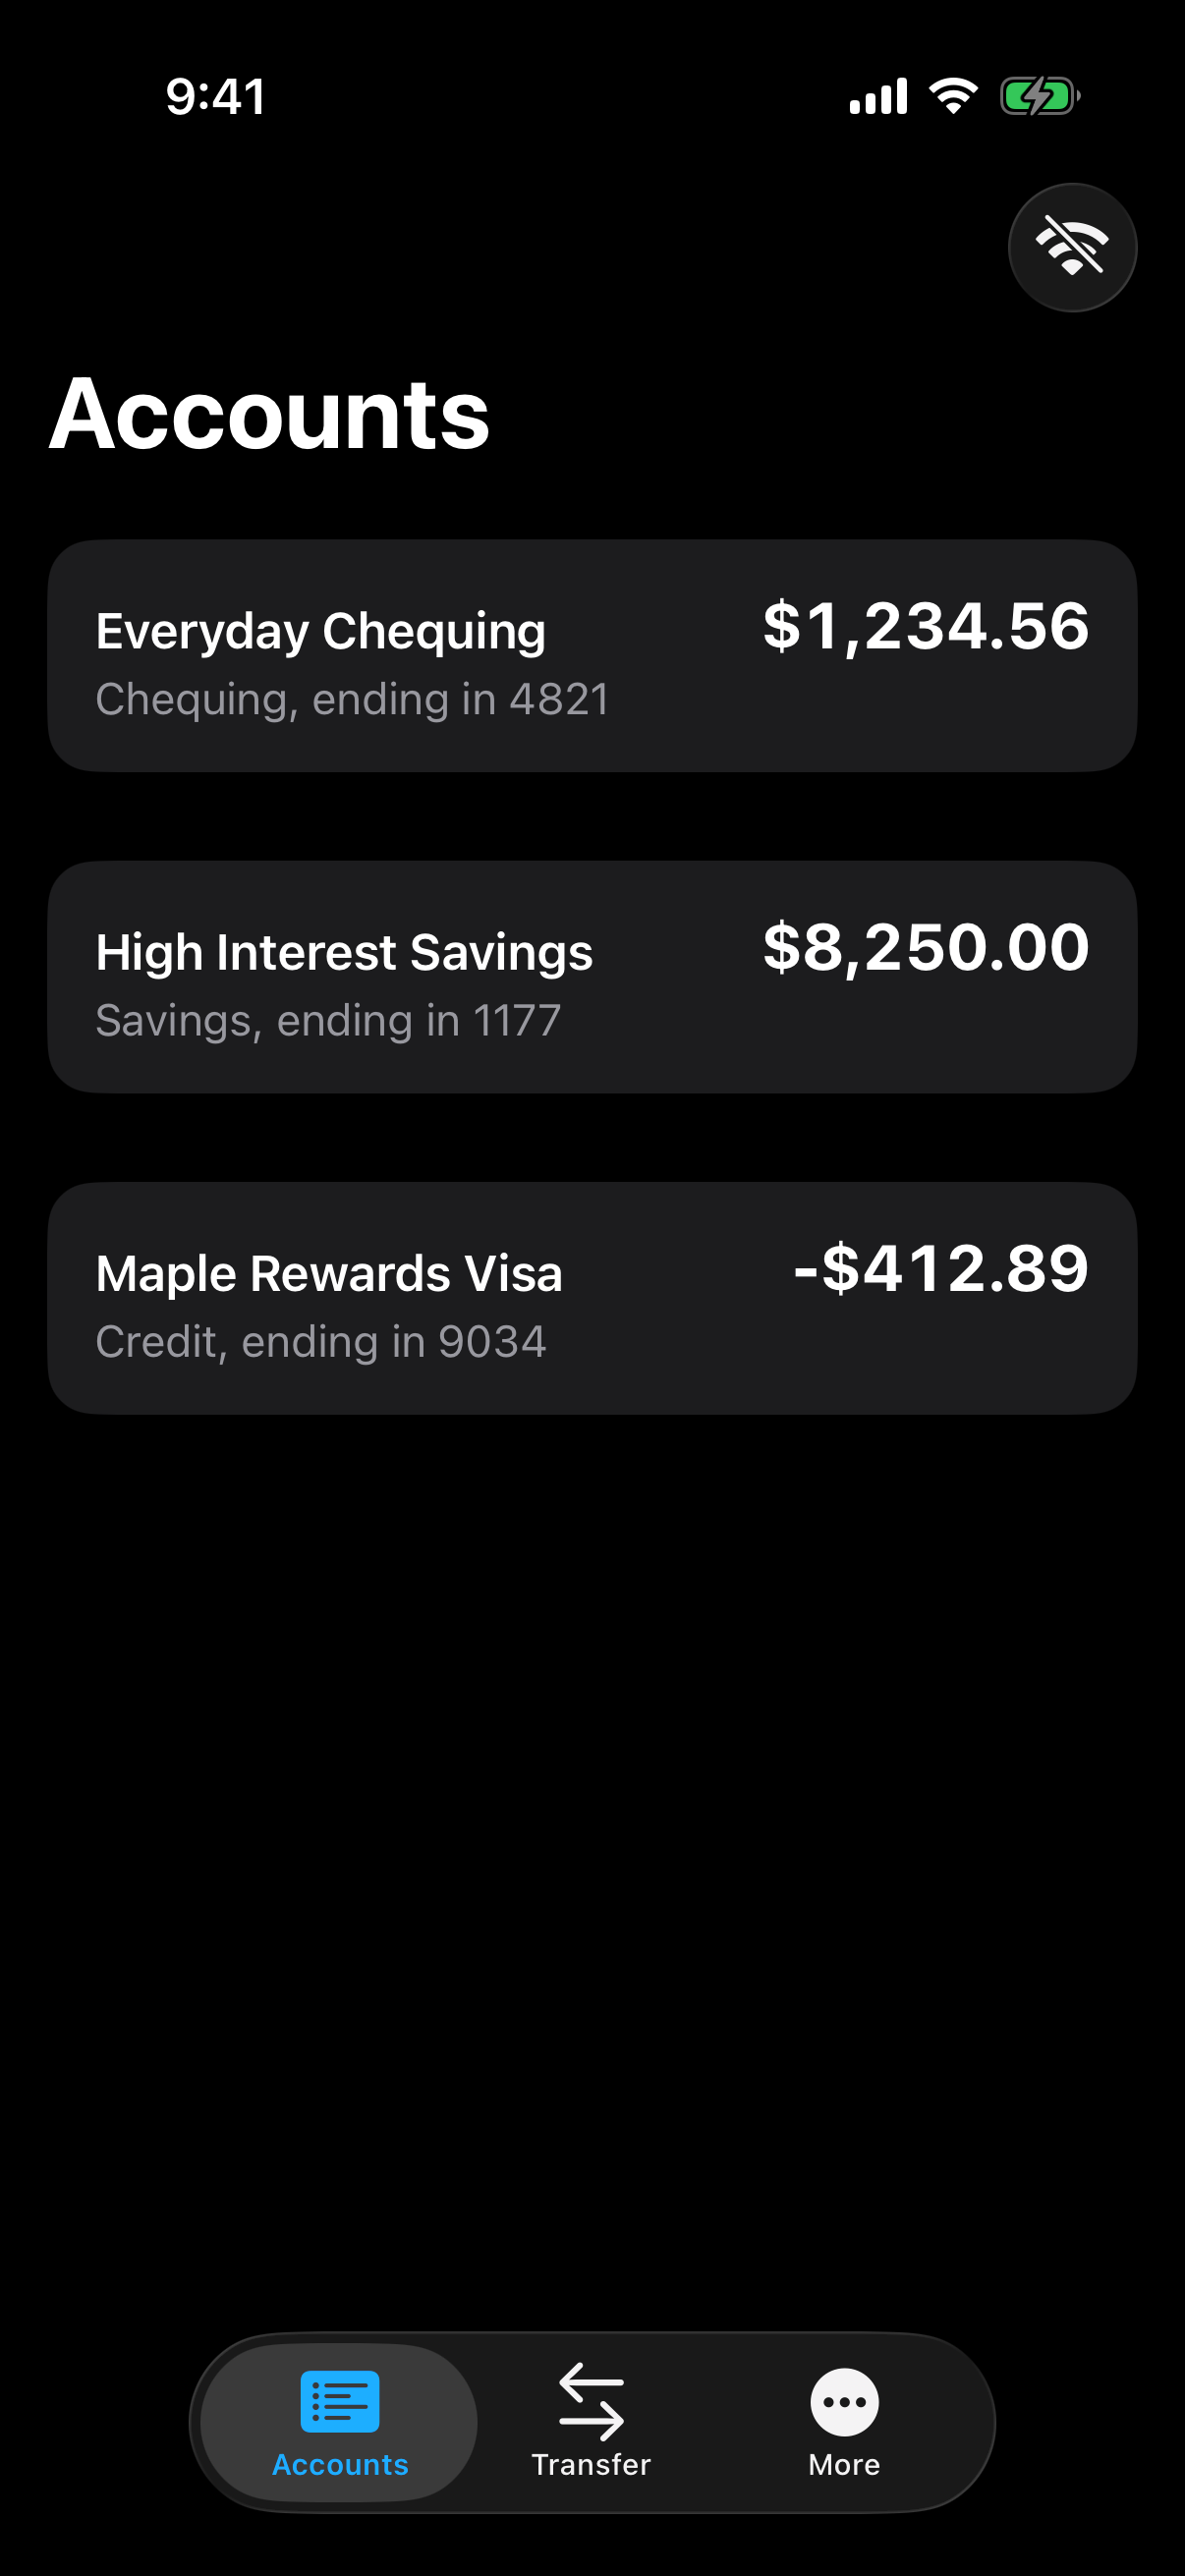 9:41
Accounts
Everyday Chequing
$1,234.56
Chequing, ending in 4821
High Interest Savings
$8,250.00
Savings, ending in 1177
Maple Rewards Visa
-$412.89
Credit, ending in 9034
Accounts
Transfer
More